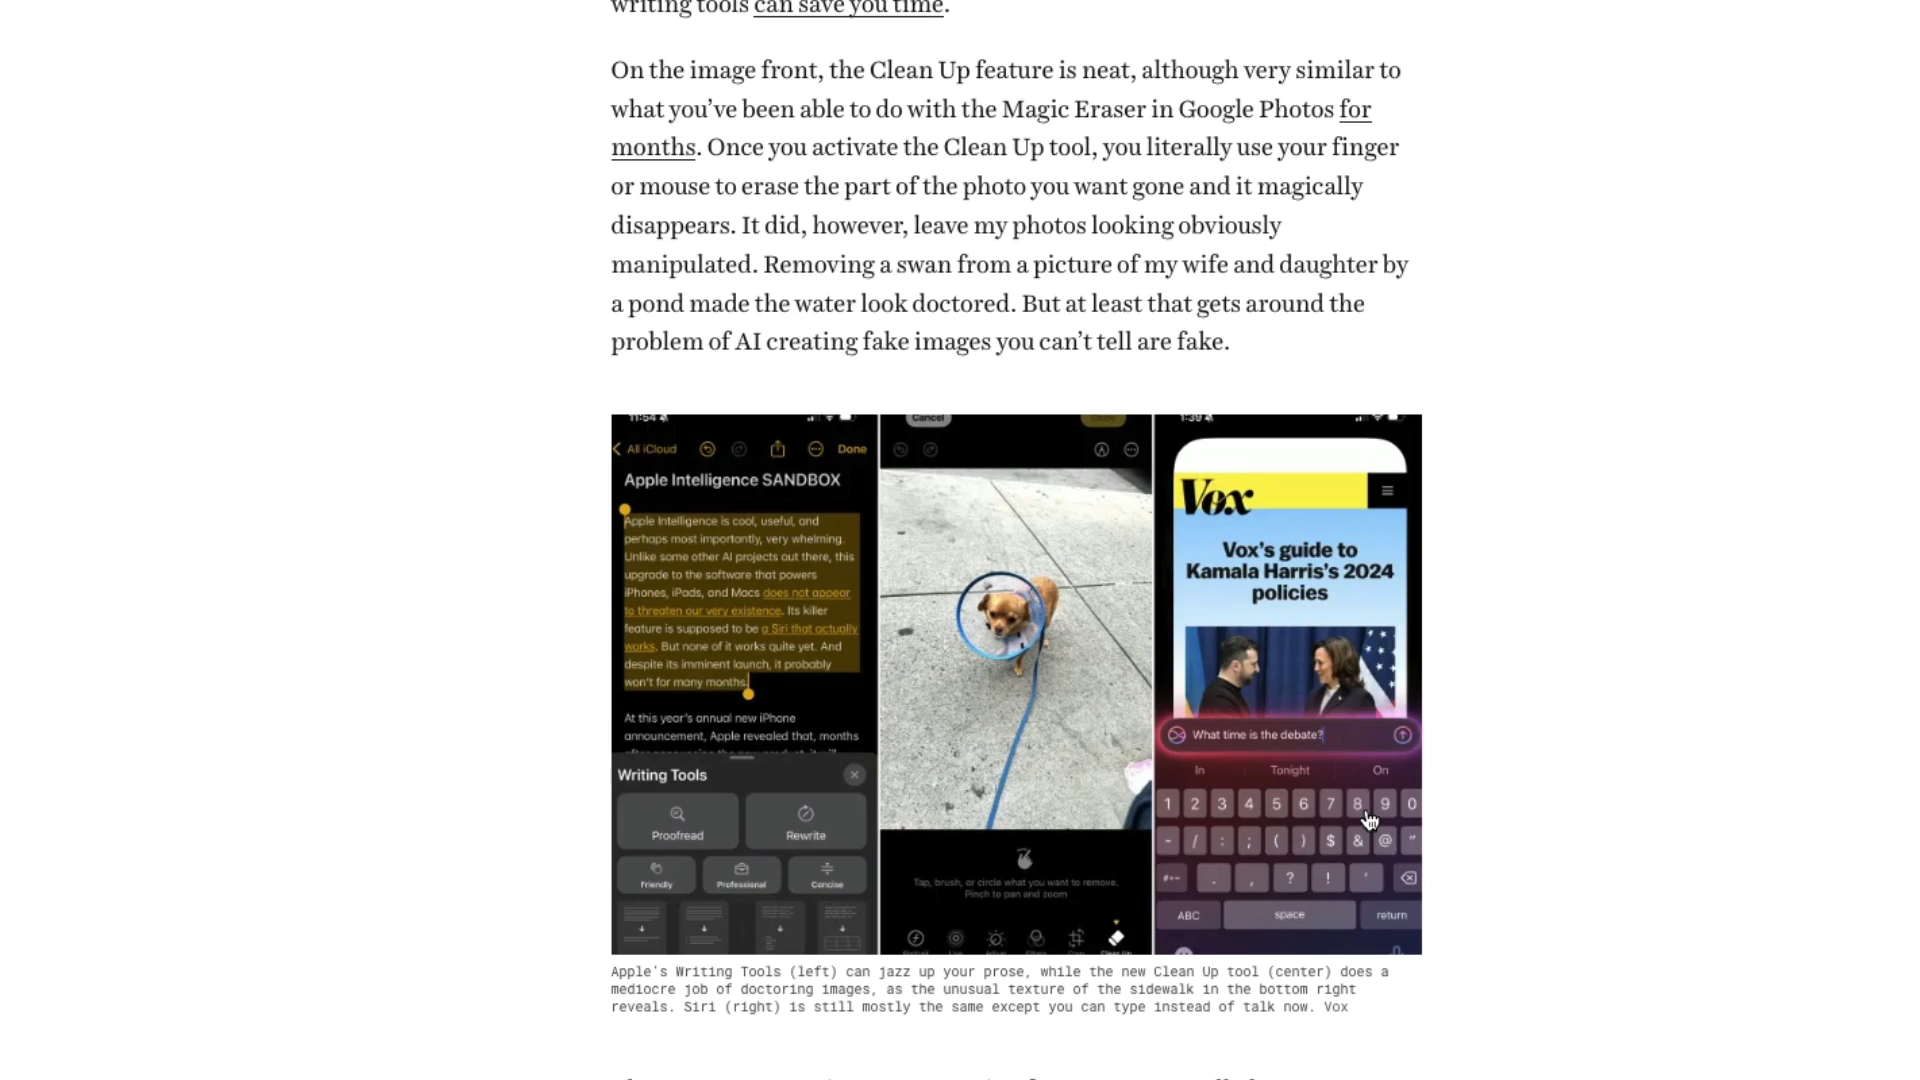 writing tools can save you time.
On the image front, the Clean Up feature is neat, although very similar to
what you’ve been able to do with the Magic Eraser in Google Photos for
months. Once you activate the Clean Up tool, you literally use your finger
or mouse to erase the part of the photo you want gone and it magically
disappears. It did, however, leave my photos looking obviously
manipulated. Removing a swan from a picture of my wife and daughter by
a pond made the water look doctored. But at least that gets around the
problem of AI creating fake images you can’t tell are fake.
11:54
All iCloud
Done
Apple Intelligence SANDBOX
Apple Intelligence is cool, useful, and
perhaps most importantly, very whelming.
Unlike some other AI projects out there, this
upgrade to the software that powers
iPhones, iPads, and Macs does not appear
to threaten our very existence. Its killer
feature is supposed to be a Siri that actually
works. But none of it works quite yet. And
despite its imminent launch, it probably
won't for many months.
At this year's annual new iPhone
announcement, Apple revealed that, months
Writing Tools
Proofread
Rewrite
Friendly
Professional
Concise
Cancel
Tap, brush, or circle what you want to remove.
Pinch to pan and zoom
1:39
Vox
Vox's guide to
Kamala Harris's 2024
policies
What time is the debate?
In Tonight On
1 2 3 4 5 6 7 8 9 0
- / : ; ( ) $ & @ "
#+= . , ? ! '
ABC space return
Apple's Writing Tools (left) can jazz up your prose, while the new Clean Up tool (center) does a
mediocre job of doctoring images, as the unusual texture of the sidewalk in the bottom right
reveals. Siri (right) is still mostly the same except you can type instead of talk now. Vox